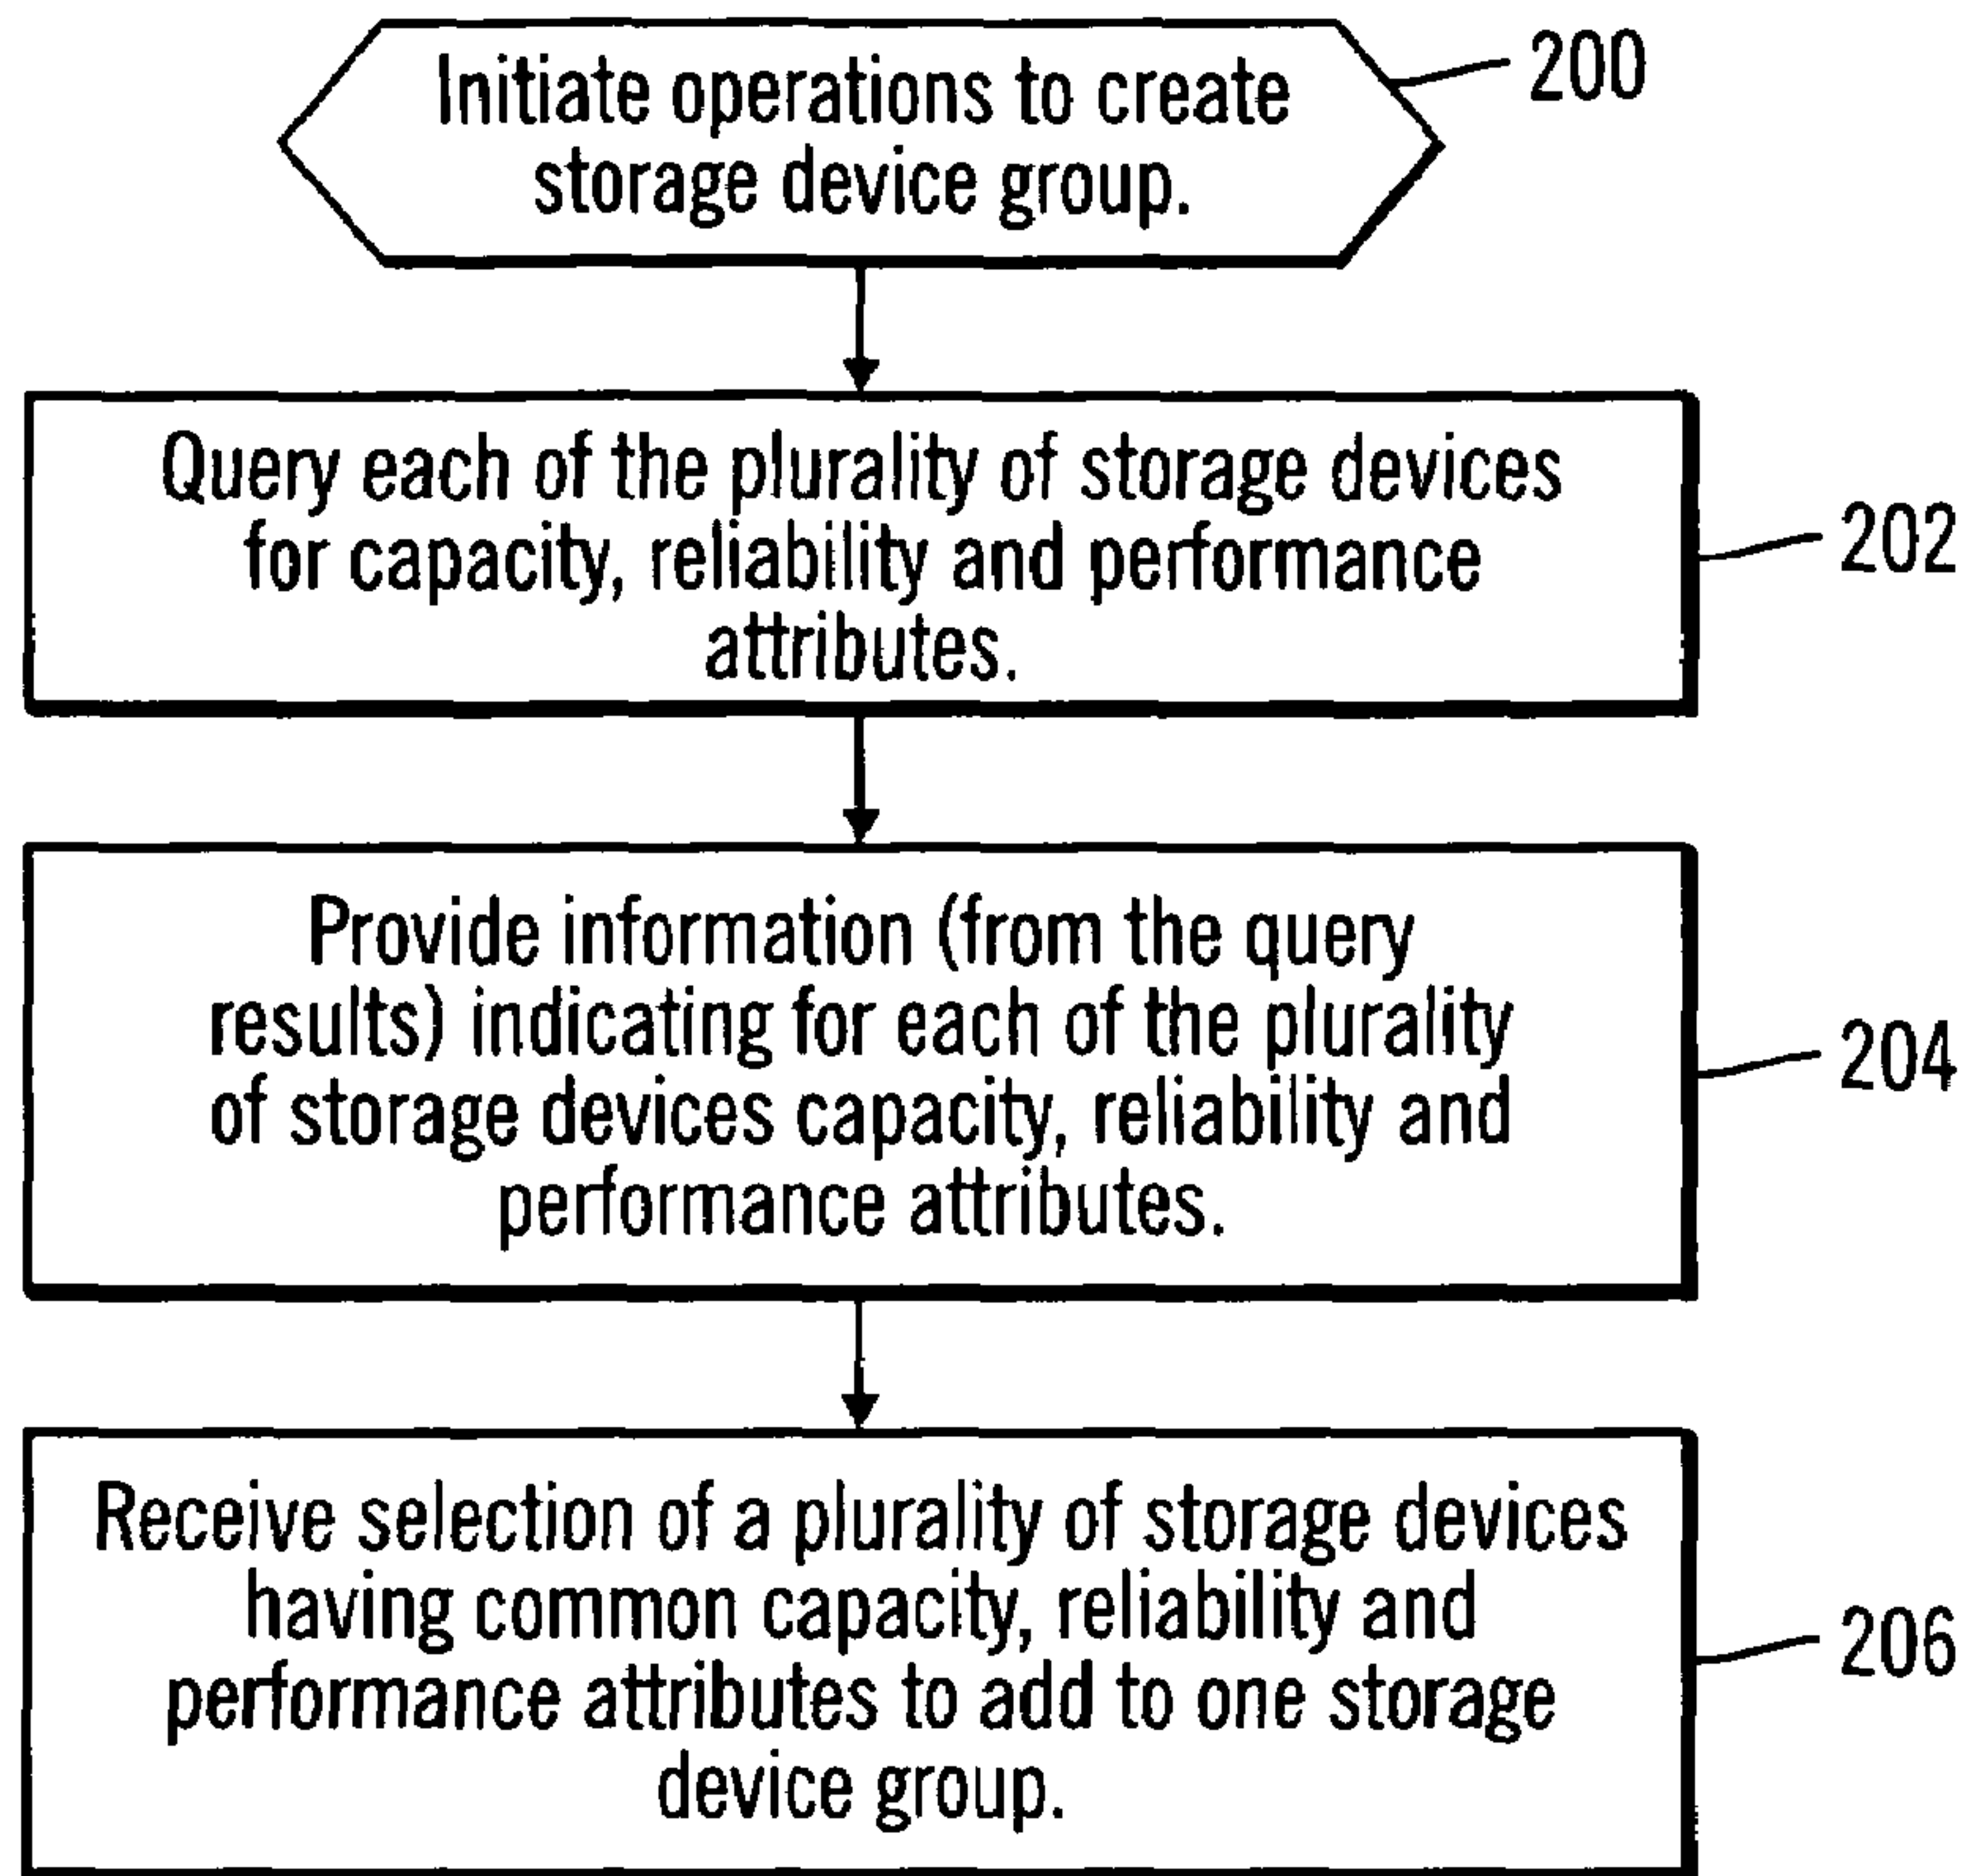 Initiate operations to create
storage device group.
200
Query each of the plurality of storage devices
for capacity, reliability and performance
attributes.
202
Provide information (from the query
results) indicating for each of the plurality
of storage devices capacity, reliability and
performance attributes.
204
Receive selection of a plurality of storage devices
having common capacity, reliability and
performance attributes to add to one storage
device group.
206